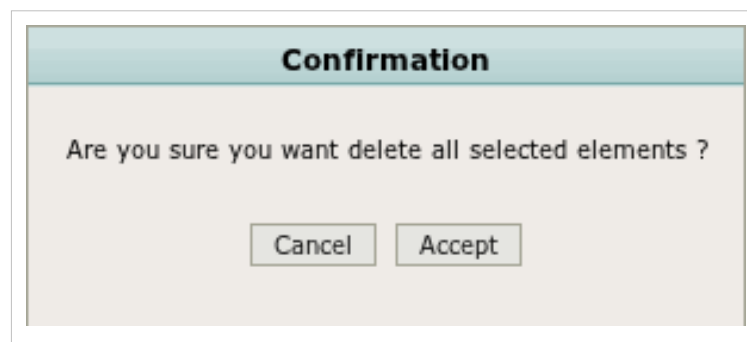 Confirmation
Are you sure you want delete all selected elements ?
Cancel Accept